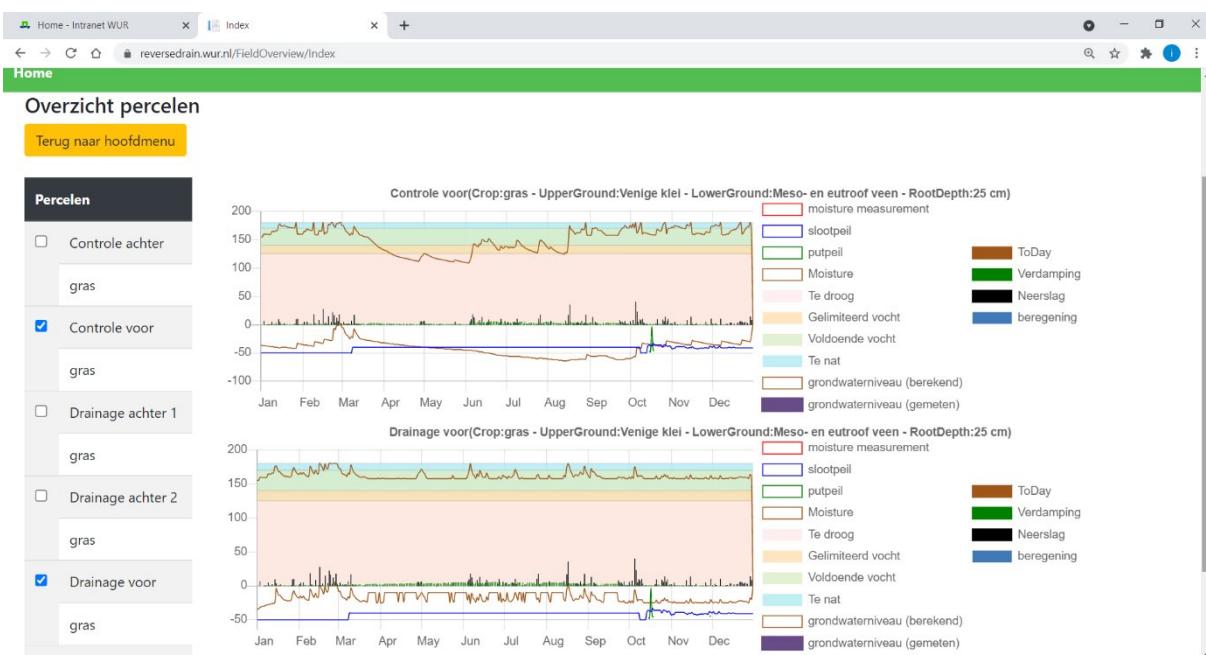 Home - Intranet WUR
Index
reversedrain.wur.nl/FieldOverview/Index
Home
Overzicht percelen
Terug naar hoofdmenu
Percelen
Controle achter
gras
Controle voor
gras
Drainage achter 1
gras
Drainage achter 2
gras
Drainage voor
gras
Controle voor(Crop:gras - UpperGround:Venige klei - LowerGround:Meso- en eutroof veen - RootDepth:25 cm)
200
150
100
50
0
-50
-100
Jan Feb Mar Apr May Jun Jul Aug Sep Oct Nov Dec
moisture measurement
slootpeil
putpeil
Moisture
Te droog
Gelimiteerd vocht
Voldoende vocht
Te nat
grondwaterniveau (berekend)
grondwaterniveau (gemeten)
ToDay
Verdamping
Neerslag
beregening
Drainage voor(Crop:gras - UpperGround:Venige klei - LowerGround:Meso- en eutroof veen - RootDepth:25 cm)
200
150
100
50
0
-50
Jan Feb Mar Apr May Jun Jul Aug Sep Oct Nov Dec
moisture measurement
slootpeil
putpeil
Moisture
Te droog
Gelimiteerd vocht
Voldoende vocht
Te nat
grondwaterniveau (berekend)
grondwaterniveau (gemeten)
ToDay
Verdamping
Neerslag
beregening